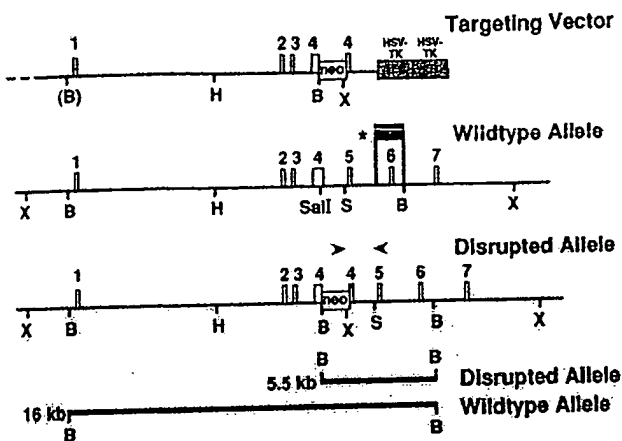 Targeting Vector
1 2 3 4 4 HSV-TK HSV-TK
neo
(B) H B X
Wildtype Allele
*
1 2 3 4 5 6 7
X B H SalI S B X
Disrupted Allele
1 2 3 4 4 5 6 7
neo
X B H B X S B X
B B
5.5 kb Disrupted Allele
16 kb Wildtype Allele
B B